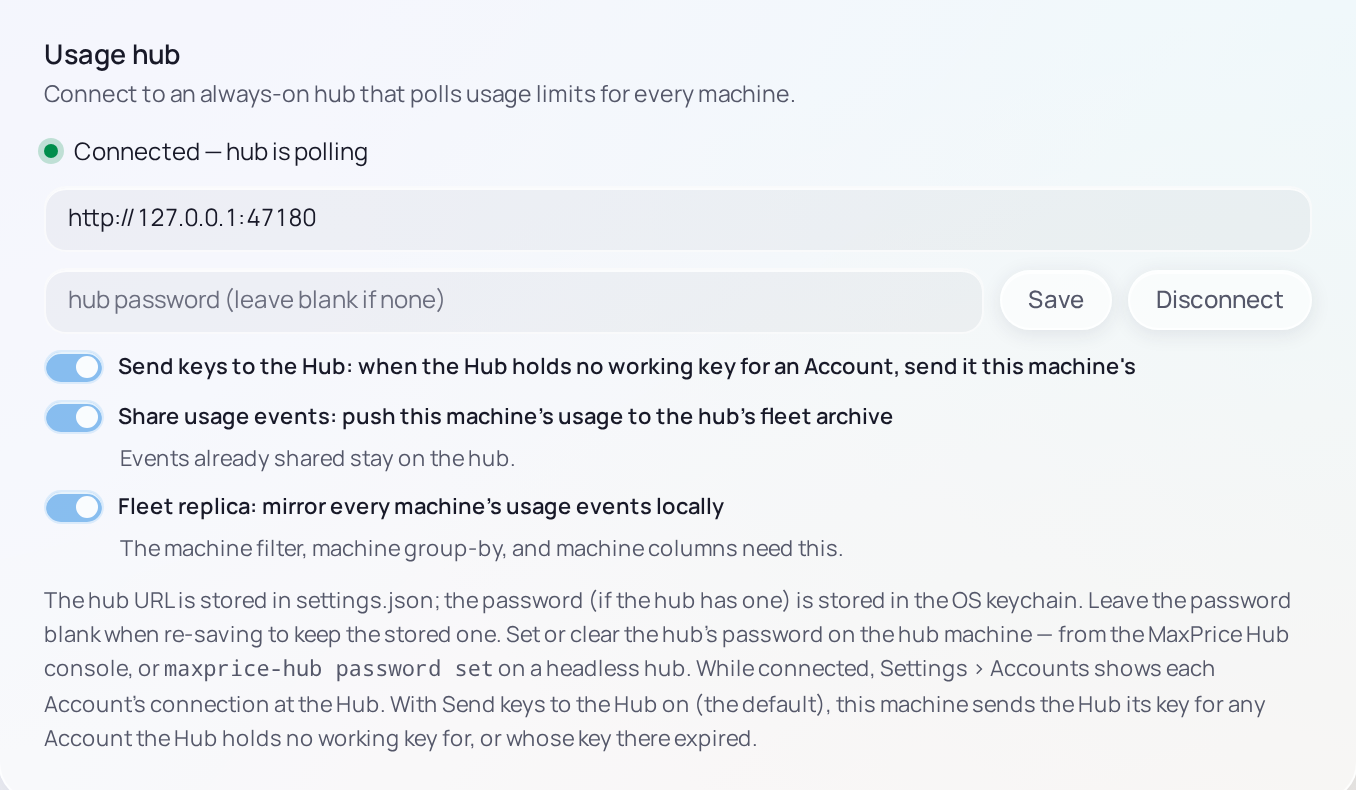 Usage hub
Connect to an always-on hub that polls usage limits for every machine.
Connected — hub is polling
http://127.0.0.1:47180
hub password (leave blank if none)
Save
Disconnect
Send keys to the Hub: when the Hub holds no working key for an Account, send it this machine's
Share usage events: push this machine’s usage to the hub’s fleet archive
Events already shared stay on the hub.
Fleet replica: mirror every machine’s usage events locally
The machine filter, machine group-by, and machine columns need this.
The hub URL is stored in settings.json; the password (if the hub has one) is stored in the OS keychain. Leave the password
blank when re-saving to keep the stored one. Set or clear the hub’s password on the hub machine — from the MaxPrice Hub
console, or maxprice-hub password set on a headless hub. While connected, Settings › Accounts shows each
Account’s connection at the Hub. With Send keys to the Hub on (the default), this machine sends the Hub its key for any
Account the Hub holds no working key for, or whose key there expired.